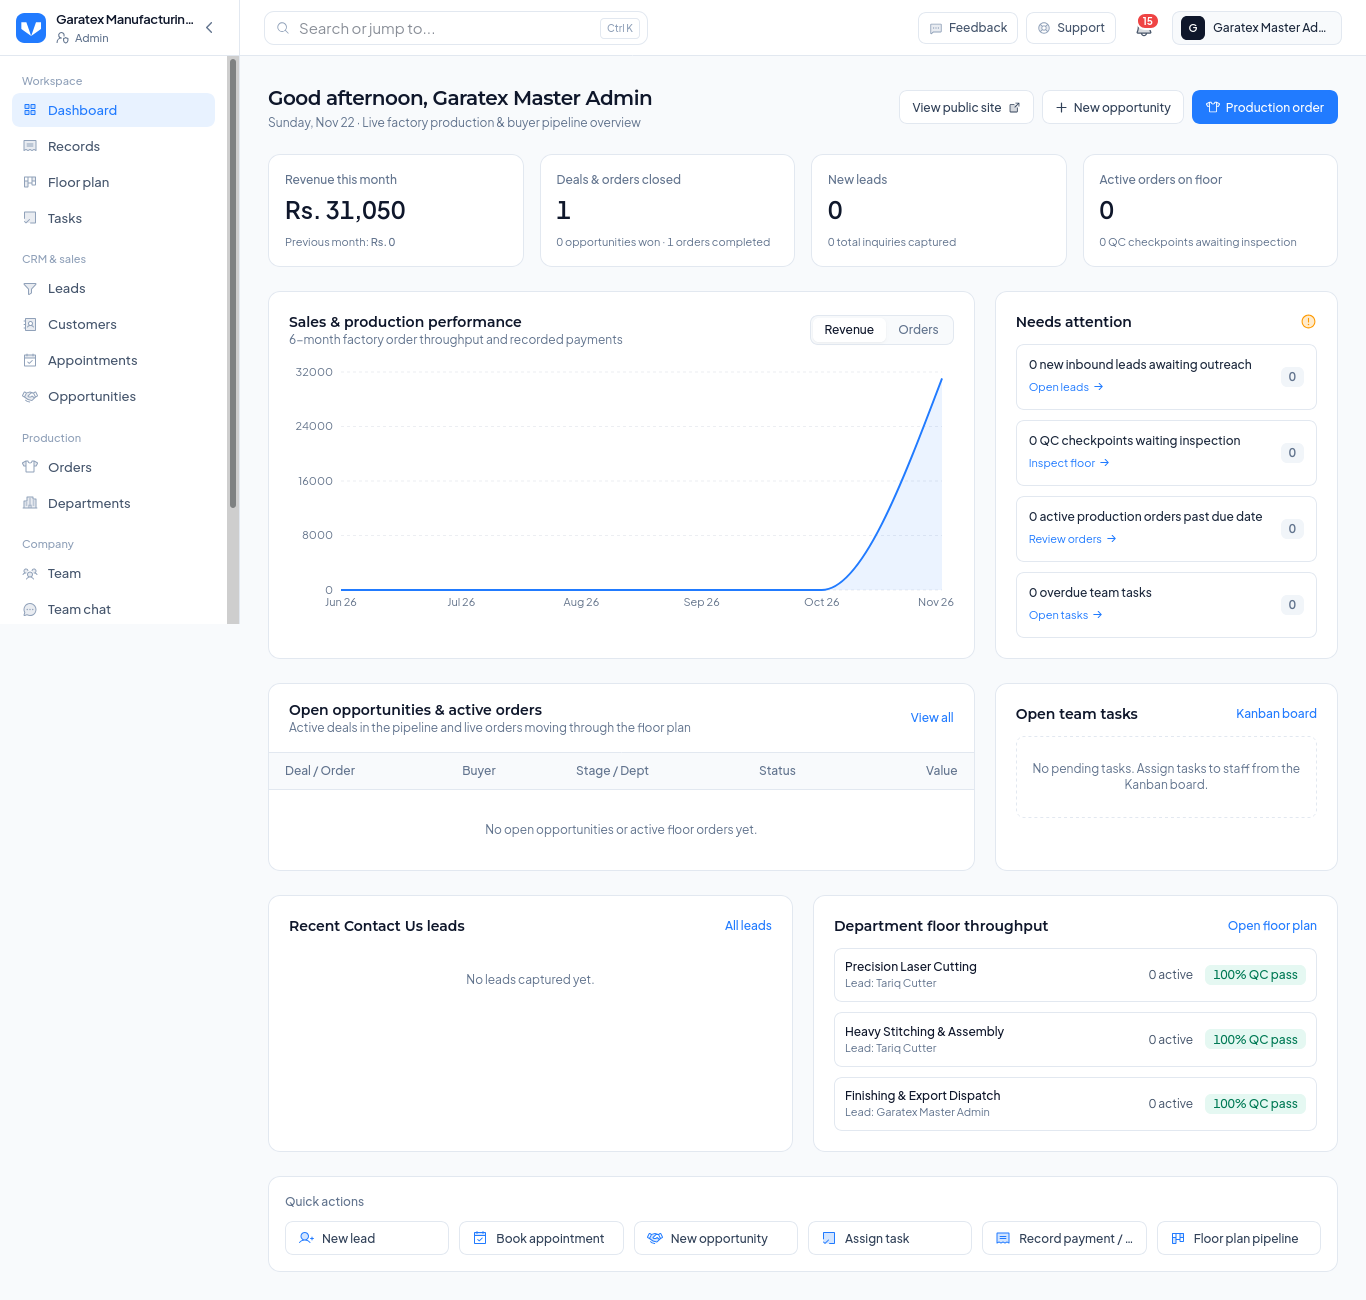 Garatex Manufacturin...
Admin
Search or jump to...
Ctrl K
Feedback
Support
15
G
Garatex Master Ad...
Workspace
Dashboard
Records
Floor plan
Tasks
CRM & sales
Leads
Customers
Appointments
Opportunities
Production
Orders
Departments
Company
Team
Team chat
Good afternoon, Garatex Master Admin
Sunday, Nov 22 · Live factory production & buyer pipeline overview
View public site
New opportunity
Production order
Revenue this month
Rs. 31,050
Previous month: Rs. 0
Deals & orders closed
1
0 opportunities won · 1 orders completed
New leads
0
0 total inquiries captured
Active orders on floor
0
0 QC checkpoints awaiting inspection
Sales & production performance
6-month factory order throughput and recorded payments
Revenue
Orders
32000
24000
16000
8000
0
Jun 26
Jul 26
Aug 26
Sep 26
Oct 26
Nov 26
Needs attention
0 new inbound leads awaiting outreach
Open leads →
0
0 QC checkpoints waiting inspection
Inspect floor →
0
0 active production orders past due date
Review orders →
0
0 overdue team tasks
Open tasks →
0
Open opportunities & active orders
Active deals in the pipeline and live orders moving through the floor plan
View all
Deal / Order
Buyer
Stage / Dept
Status
Value
No open opportunities or active floor orders yet.
Open team tasks
Kanban board
No pending tasks. Assign tasks to staff from the
Kanban board.
Recent Contact Us leads
All leads
No leads captured yet.
Department floor throughput
Open floor plan
Precision Laser Cutting
Lead: Tariq Cutter
0 active
100% QC pass
Heavy Stitching & Assembly
Lead: Tariq Cutter
0 active
100% QC pass
Finishing & Export Dispatch
Lead: Garatex Master Admin
0 active
100% QC pass
Quick actions
New lead
Book appointment
New opportunity
Assign task
Record payment / ...
Floor plan pipeline